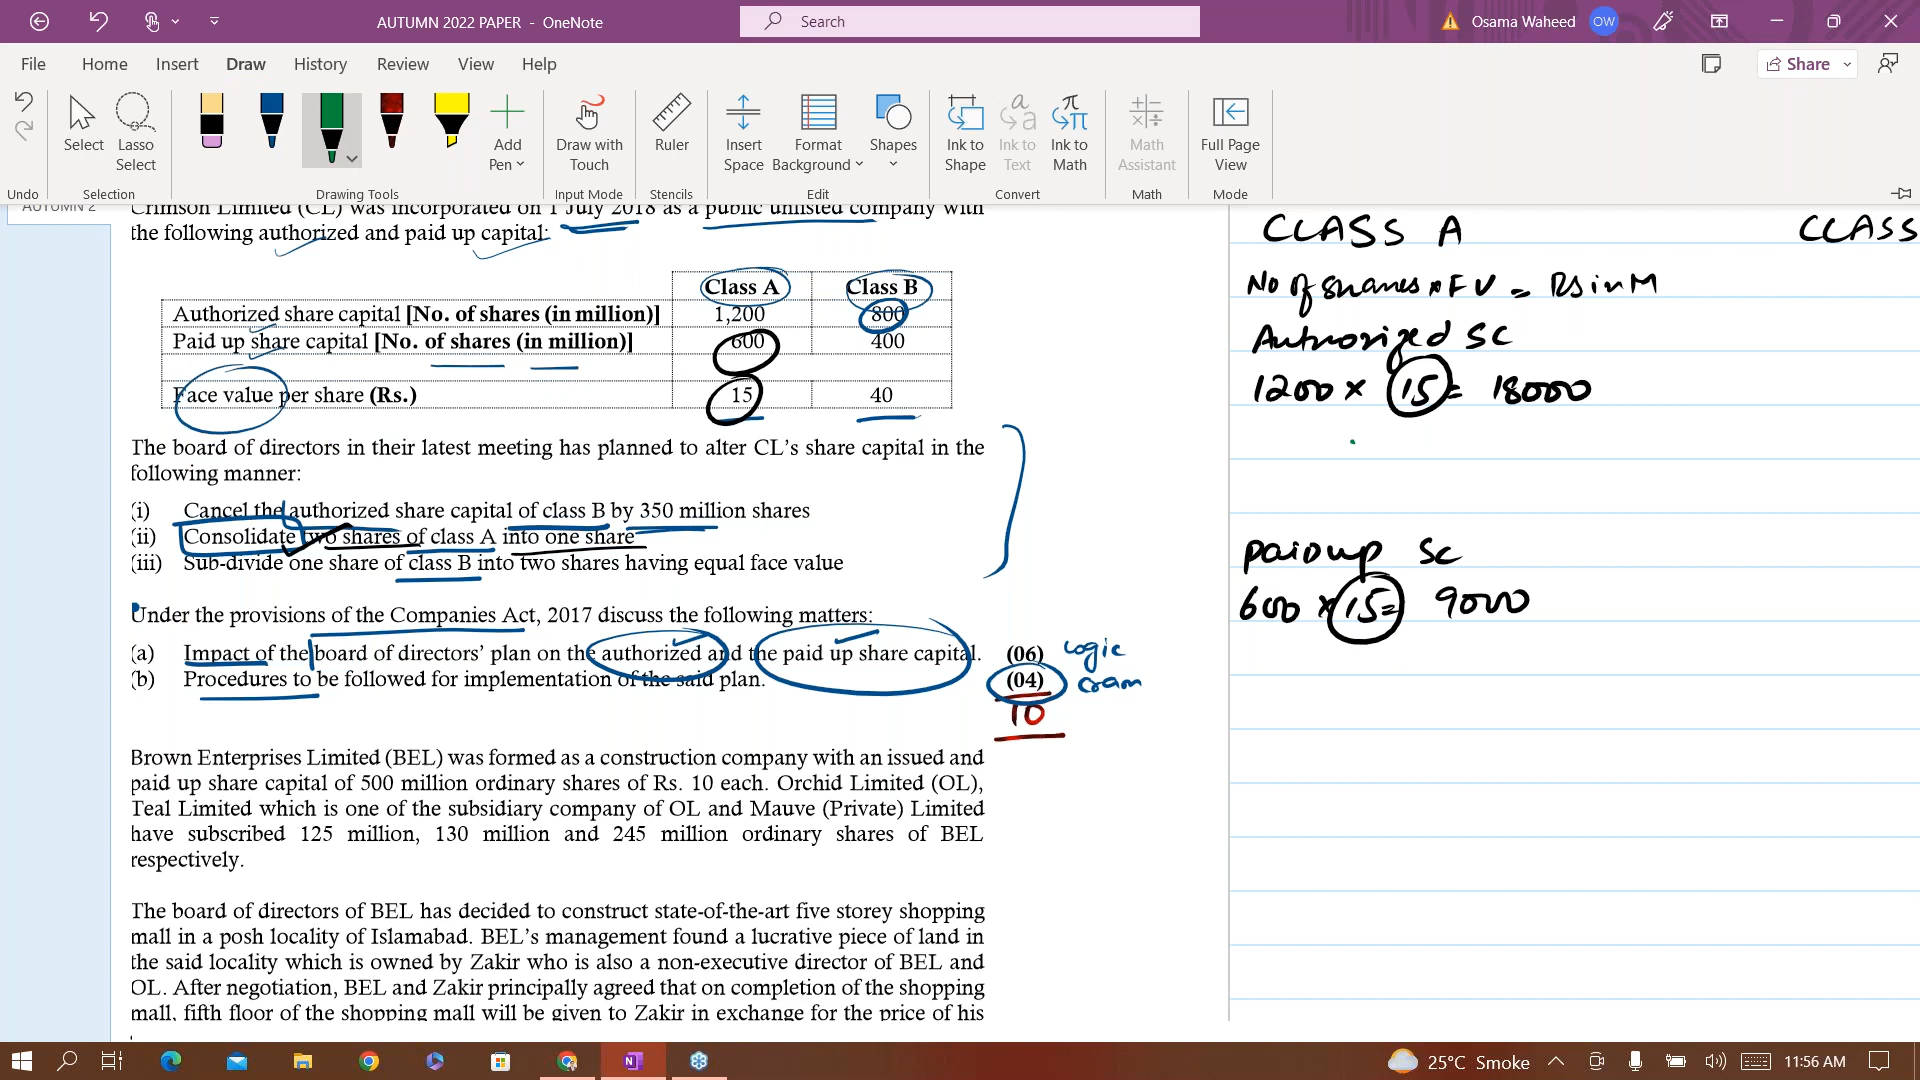 AUTUMN 2022 PAPER - OneNote
Search
Osama Waheed
OW
File Home Insert Draw History Review View Help
Share
Select
Lasso Select
Add Pen
Draw with Touch
Ruler
Insert Space
Format Background
Shapes
Ink to Shape
Ink to Text
Ink to Math
Math Assistant
Full Page View
Undo
Selection
Drawing Tools
Input Mode
Stencils
Edit
Convert
Math
Mode
AUTUMN 2
Crimson Limited (CL) was incorporated on 1 July 2018 as a public unlisted company with
the following authorized and paid up capital:
Class A Class B
Authorized share capital [No. of shares (in million)] 1,200 800
Paid up share capital [No. of shares (in million)] 600 400
Face value per share (Rs.) 15 40
The board of directors in their latest meeting has planned to alter CL's share capital in the
following manner:
(i) Cancel the authorized share capital of class B by 350 million shares
(ii) Consolidate two shares of class A into one share
(iii) Sub-divide one share of class B into two shares having equal face value
Under the provisions of the Companies Act, 2017 discuss the following matters:
(a) Impact of the board of directors' plan on the authorized and the paid up share capital. (06) Logic
(b) Procedures to be followed for implementation of the said plan. (04) cram
10
Brown Enterprises Limited (BEL) was formed as a construction company with an issued and
paid up share capital of 500 million ordinary shares of Rs. 10 each. Orchid Limited (OL),
Teal Limited which is one of the subsidiary company of OL and Mauve (Private) Limited
have subscribed 125 million, 130 million and 245 million ordinary shares of BEL
respectively.
The board of directors of BEL has decided to construct state-of-the-art five storey shopping
mall in a posh locality of Islamabad. BEL's management found a lucrative piece of land in
the said locality which is owned by Zakir who is also a non-executive director of BEL and
OL. After negotiation, BEL and Zakir principally agreed that on completion of the shopping
mall, fifth floor of the shopping mall will be given to Zakir in exchange for the price of his
CLASS A CLASS
No of shares × FV = Rs in M
Authorized SC
1200 × 15 = 18000
Paid up SC
600 × 15 = 9000
25°C Smoke
11:56 AM